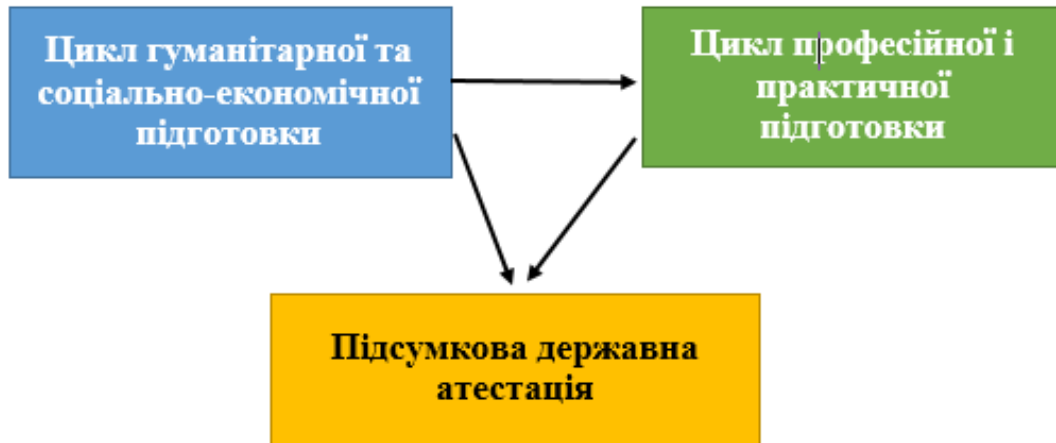 Цикл гуманітарної та
соціально-економічної
підготовки
Цикл професійної і
практичної
підготовки
Підсумкова державна
атестація